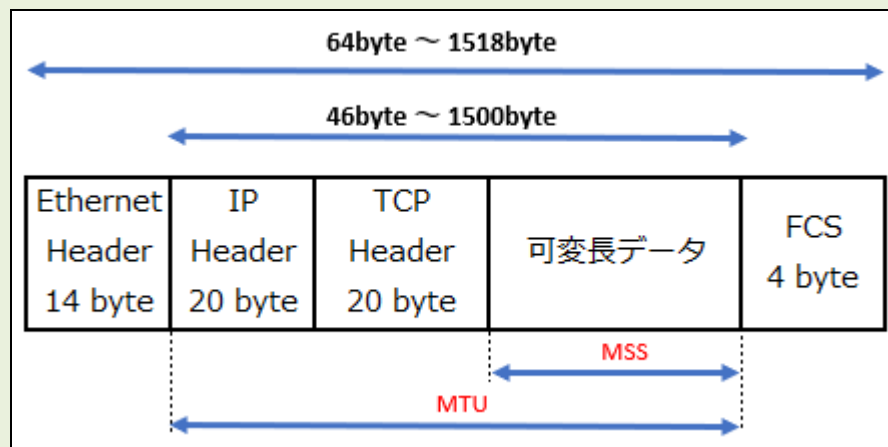 64byte ～ 1518byte
46byte ～ 1500byte
Ethernet
Header
14 byte
IP
Header
20 byte
TCP
Header
20 byte
可変長データ
FCS
4 byte
MSS
MTU